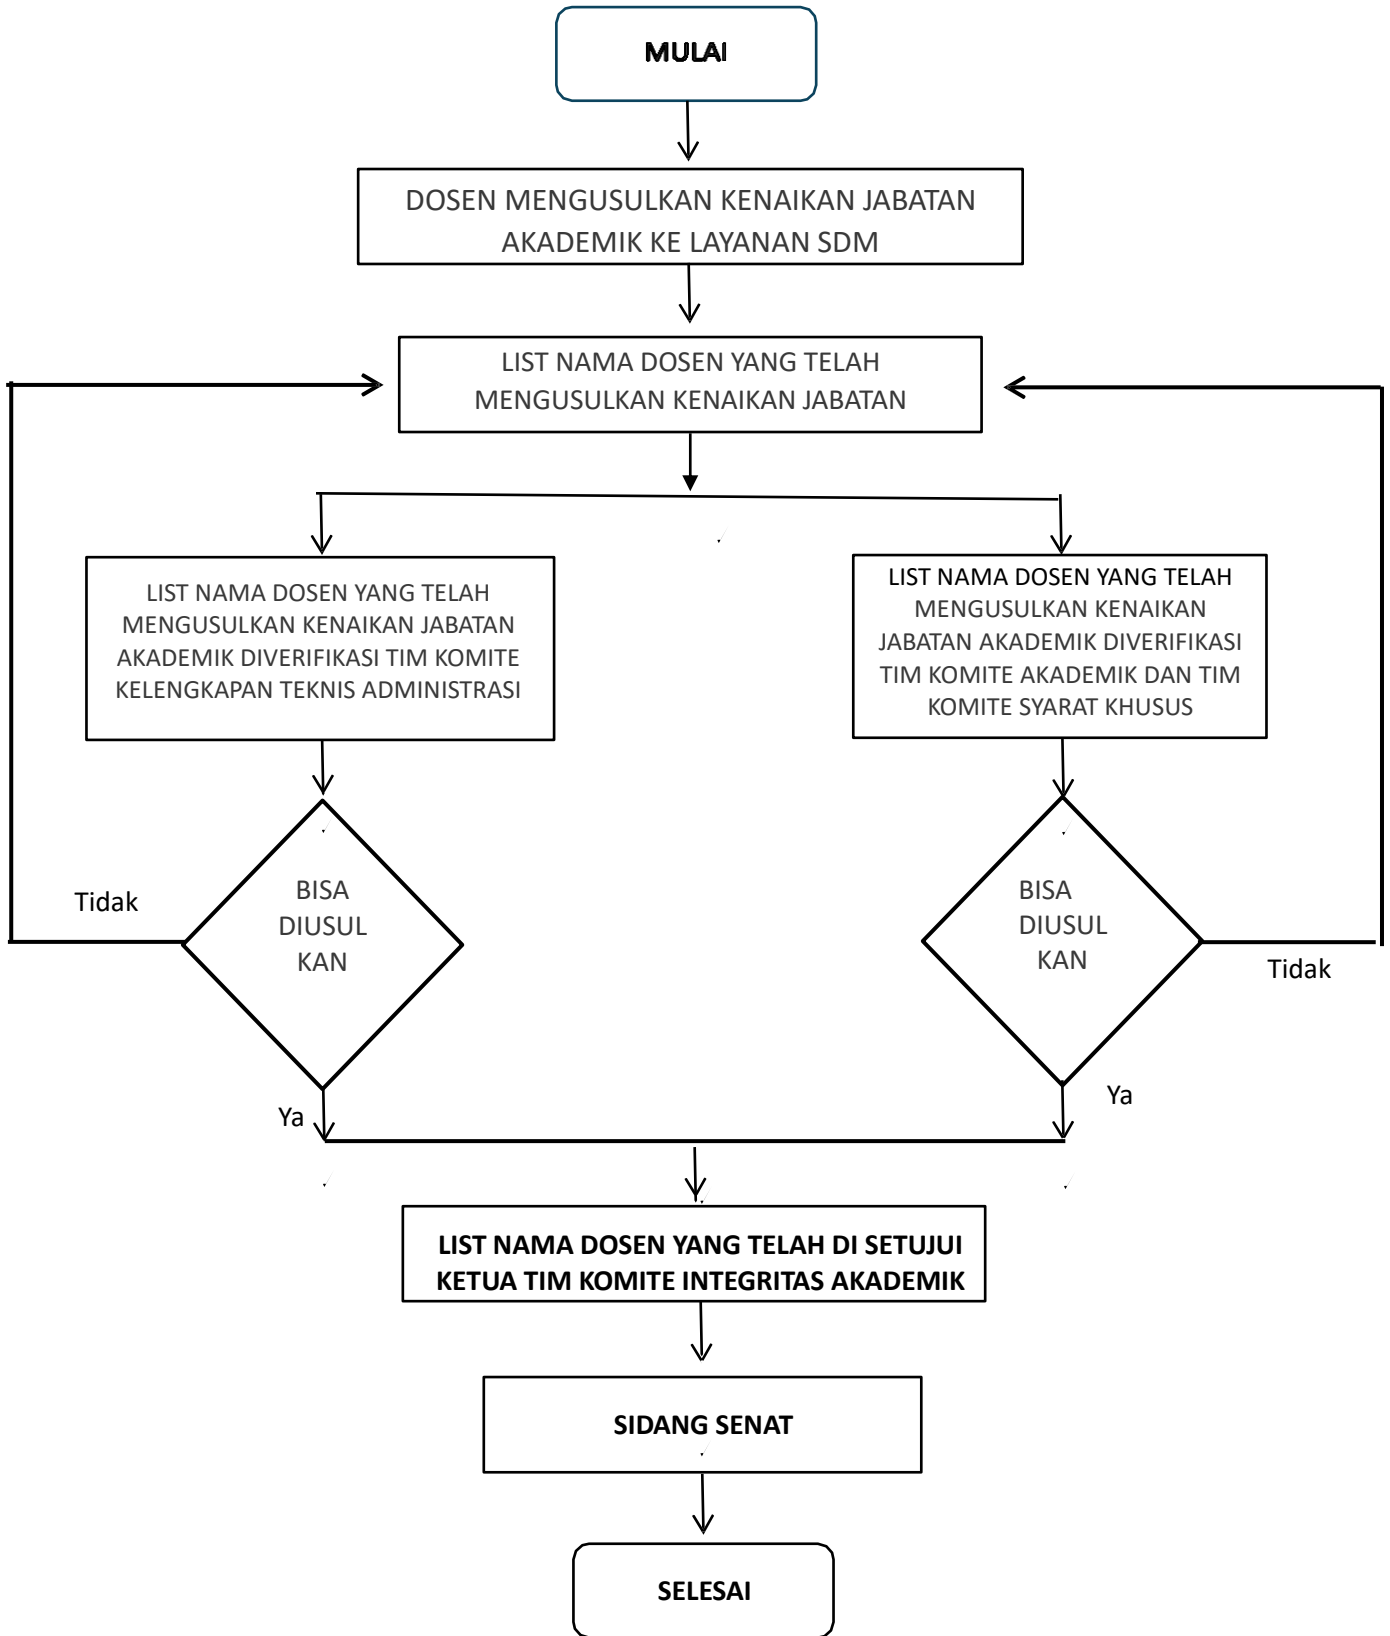 MULAI
DOSEN MENGUSULKAN KENAIKAN JABATAN
AKADEMIK KE LAYANAN SDM
LIST NAMA DOSEN YANG TELAH
MENGUSULKAN KENAIKAN JABATAN
LIST NAMA DOSEN YANG TELAH
MENGUSULKAN KENAIKAN JABATAN
AKADEMIK DIVERIFIKASI TIM KOMITE
KELENGKAPAN TEKNIS ADMINISTRASI
LIST NAMA DOSEN YANG TELAH
MENGUSULKAN KENAIKAN
JABATAN AKADEMIK DIVERIFIKASI
TIM KOMITE AKADEMIK DAN TIM
KOMITE SYARAT KHUSUS
Tidak
BISA
DIUSUL
KAN
BISA
DIUSUL
KAN
Tidak
Ya
Ya
LIST NAMA DOSEN YANG TELAH DI SETUJUI
KETUA TIM KOMITE INTEGRITAS AKADEMIK
SIDANG SENAT
SELESAI